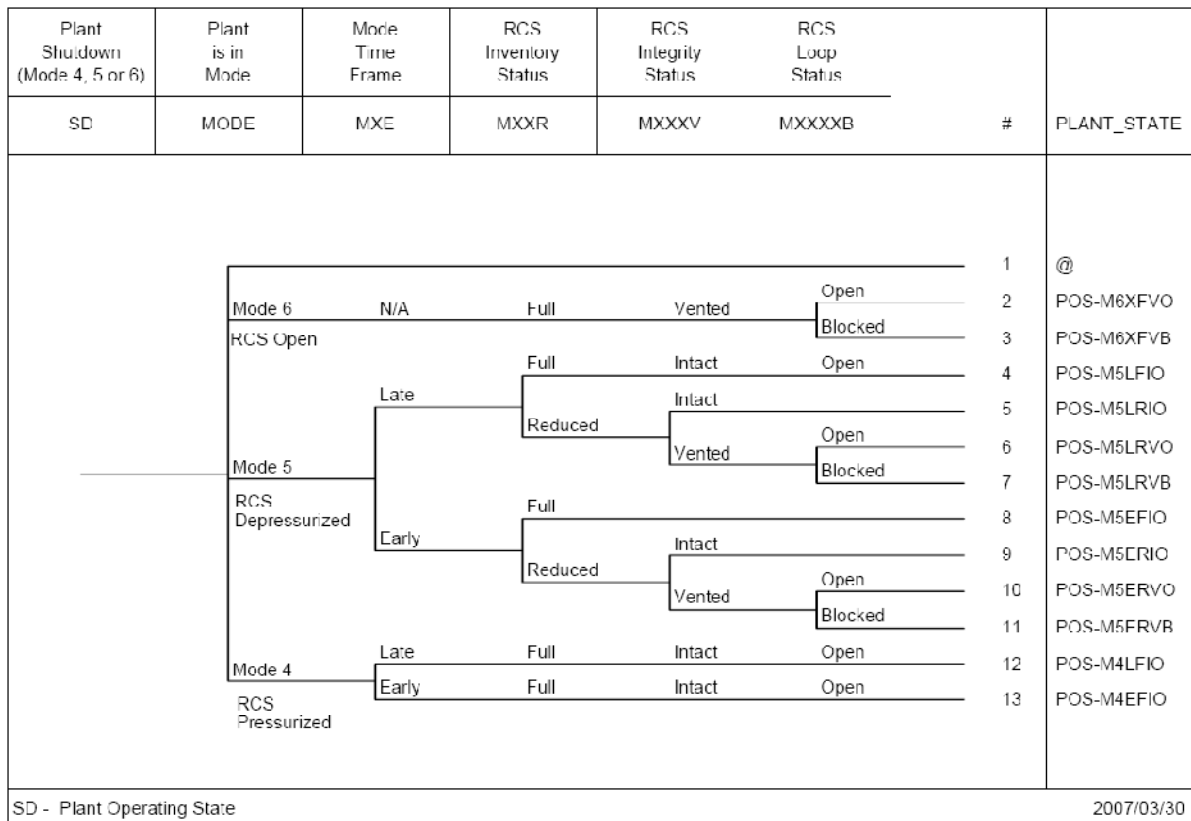 Plant Shutdown (Mode 4, 5 or 6)
Plant is in Mode
Mode Time Frame
RCS Inventory Status
RCS Integrity Status
RCS Loop Status
SD MODE MXE MXXR MXXXV MXXXXB # PLANT_STATE
1 @
Open 2 POS-M6XFVO
Mode 6 N/A Full Vented
Blocked 3 POS-M6XFVB
RCS Open
Full Intact Open 4 POS-M5LFIO
Late
Intact 5 POS-M5LRIO
Reduced
Open 6 POS-M5LRVO
Vented
Blocked 7 POS-M5LRVB
Mode 5
RCS
Depressurized
Full 8 POS-M5EFIO
Early
Intact 9 POS-M5ERIO
Reduced
Open 10 POS-M5ERVO
Vented
Blocked 11 POS-M5ERVB
Late Full Intact Open 12 POS-M4LFIO
Mode 4
Early Full Intact Open 13 POS-M4EFIO
RCS
Pressurized
SD - Plant Operating State 2007/03/30